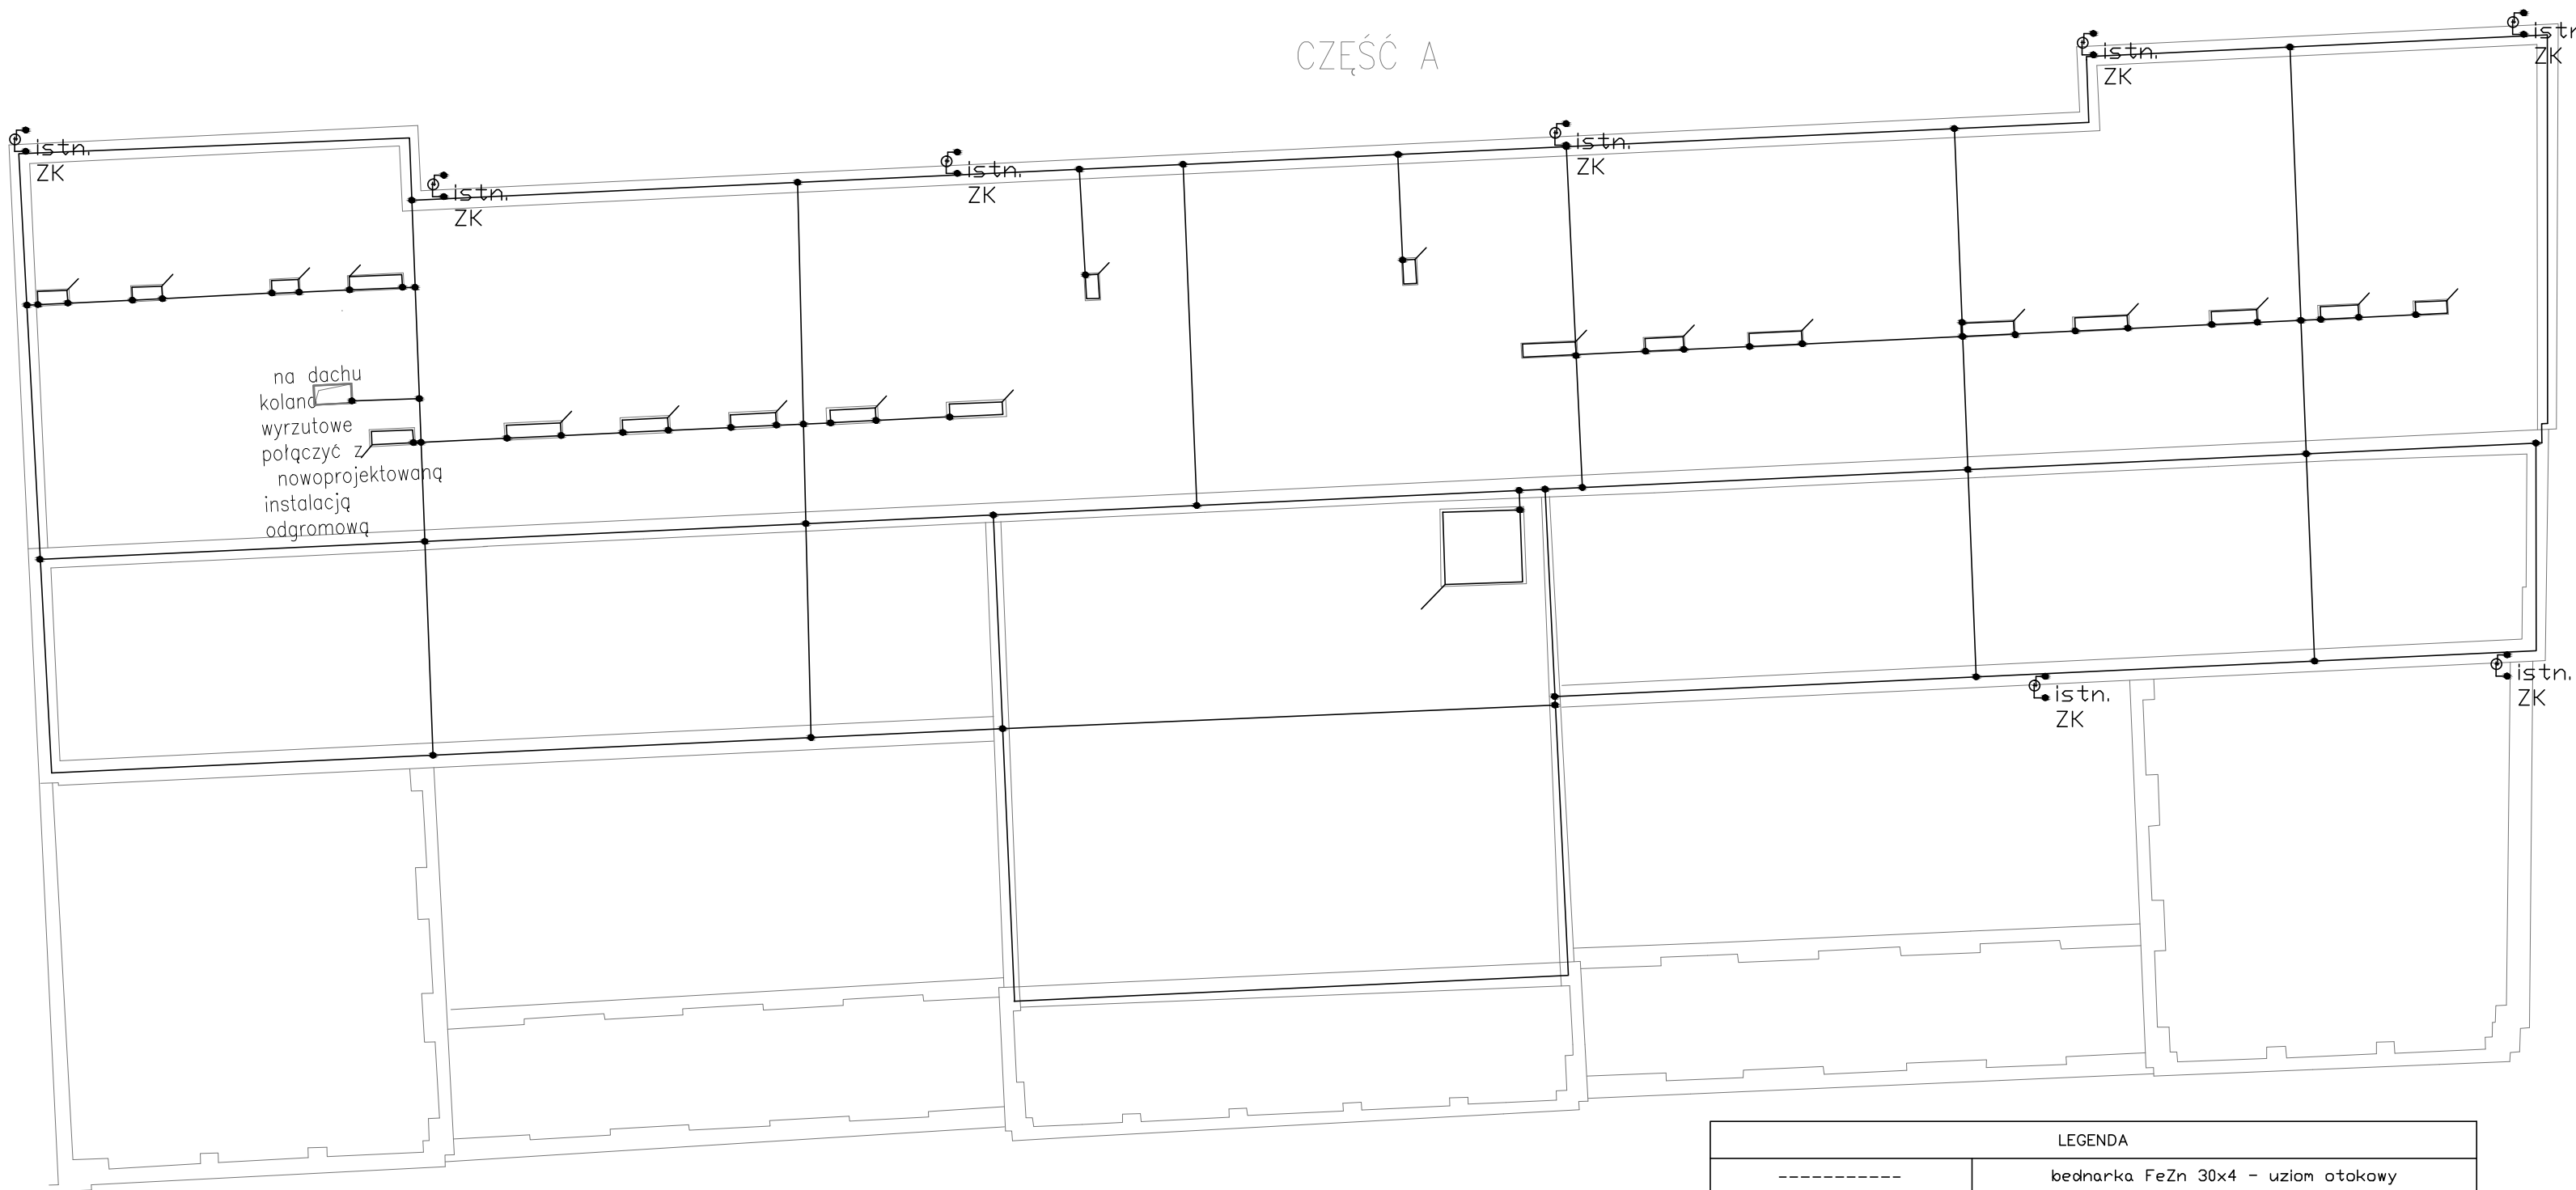 CZĘŚĆ A
istn.
ZK
istn.
ZK
istn.
ZK
istn.
ZK
istn.
ZK
istn.
ZK
na dachu
kolano
wyrzutowe
połączyć z
nowoprojektowaną
instalacją
odgromową
istn.
ZK
istn.
ZK
LEGENDA
bednarka FeZn 30x4 - uziom otokowy